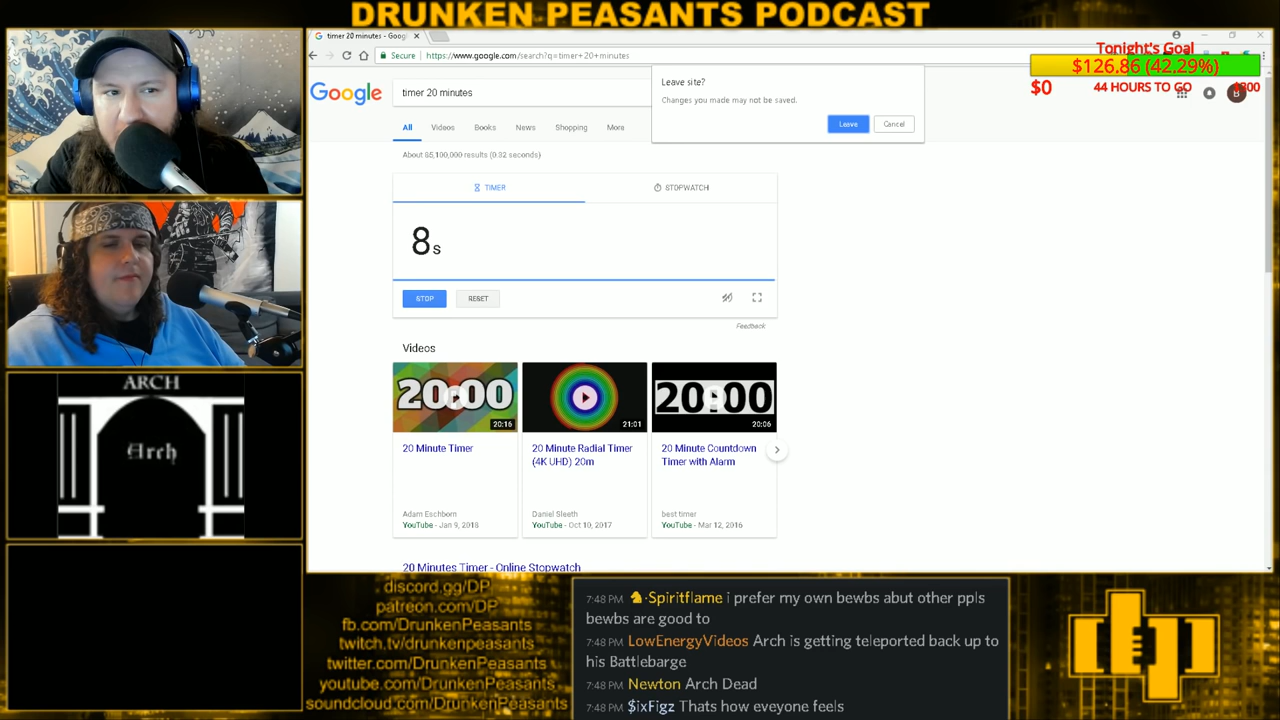 DRUNKEN PEASANTS PODCAST
timer 20 minutes - Goog
Secure
https://www.google.com/search?q=timer+20+minutes
Tonight's Goal
$126.86 (42.29%)
$0
44 HOURS TO GO
$300
B
Google
timer 20 minutes
Leave site?
Changes you made may not be saved.
Leave
Cancel
All
Videos
Books
News
Shopping
More
About 85,100,000 results (0.32 seconds)
TIMER
STOPWATCH
8s
STOP
RESET
Feedback
Videos
20:00
20:16
21:01
20:00
20:06
20 Minute Timer
20 Minute Radial Timer
(4K UHD) 20m
20 Minute Countdown
Timer with Alarm
Adam Eschborn
YouTube - Jan 9, 2018
Daniel Sleeth
YouTube - Oct 10, 2017
best timer
YouTube - Mar 12, 2016
20 Minutes Timer - Online Stopwatch
ARCH
Arch
discord.gg/DP
patreon.com/DP
fb.com/DrunkenPeasants
twitch.tv/drunkenpeasants
twitter.com/DrunkenPeasants
youtube.com/DrunkenPeasants
soundcloud.com/DrunkenPeasants
7:48 PM Spiritflame i prefer my own bewbs abut other ppls
bewbs are good to
7:48 PM LowEnergyVideos Arch is getting teleported back up to
his Battlebarge
7:48 PM Newton Arch Dead
7:48 PM $ixFigz Thats how eveyone feels